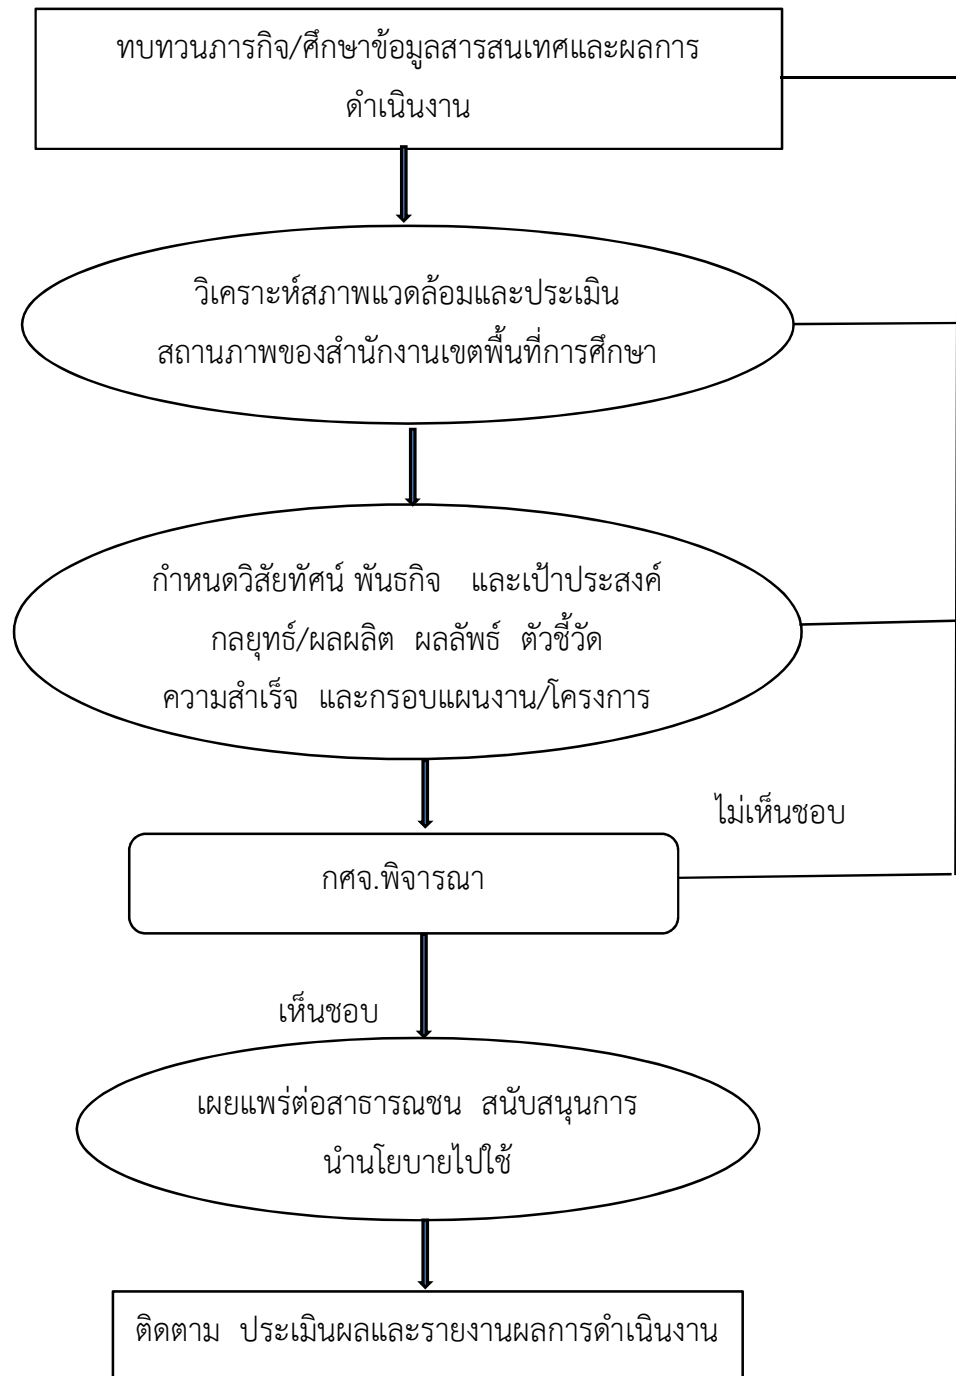 ทบทวนภารกิจ/ศึกษาข้อมูลสารสนเทศและผลการ
ดำเนินงาน
วิเคราะห์สภาพแวดล้อมและประเมิน
สถานภาพของสำนักงานเขตพื้นที่การศึกษา
กำหนดวิสัยทัศน์ พันธกิจ และเป้าประสงค์
กลยุทธ์/ผลผลิต ผลลัพธ์ ตัวชี้วัด
ความสำเร็จ และกรอบแผนงาน/โครงการ
ไม่เห็นชอบ
กศจ.พิจารณา
เห็นชอบ
เผยแพร่ต่อสาธารณชน สนับสนุนการ
นำนโยบายไปใช้
ติดตาม ประเมินผลและรายงานผลการดำเนินงาน